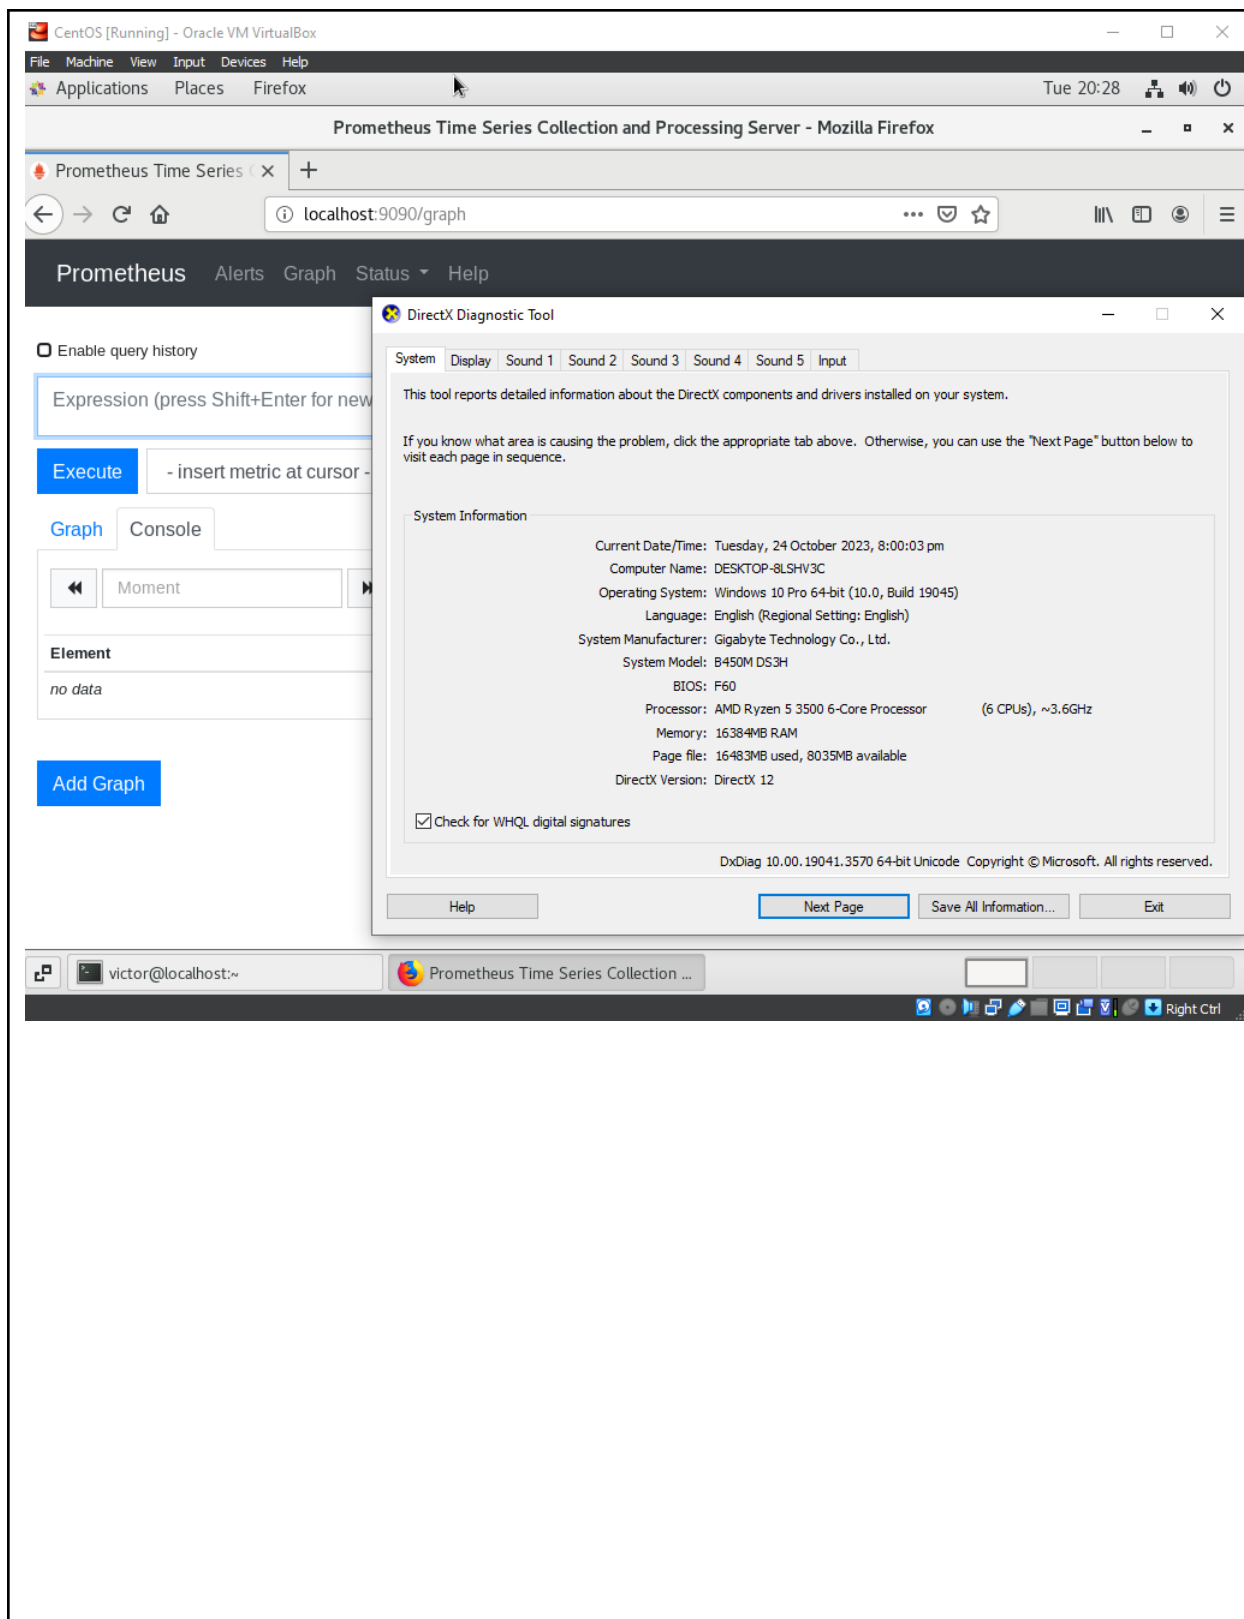 CentOS [Running] - Oracle VM VirtualBox
File Machine View Input Devices Help
Applications Places Firefox Tue 20:28
Prometheus Time Series Collection and Processing Server - Mozilla Firefox
Prometheus Time Series
localhost:9090/graph
Prometheus Alerts Graph Status Help
DirectX Diagnostic Tool
Enable query history
System Display Sound 1 Sound 2 Sound 3 Sound 4 Sound 5 Input
This tool reports detailed information about the DirectX components and drivers installed on your system.
Expression (press Shift+Enter for new
If you know what area is causing the problem, click the appropriate tab above. Otherwise, you can use the "Next Page" button below to
visit each page in sequence.
Execute - insert metric at cursor -
System Information
Graph Console
Current Date/Time: Tuesday, 24 October 2023, 8:00:03 pm
Computer Name: DESKTOP-8LSHV3C
Moment
Operating System: Windows 10 Pro 64-bit (10.0, Build 19045)
Language: English (Regional Setting: English)
System Manufacturer: Gigabyte Technology Co., Ltd.
Element
System Model: B450M DS3H
no data
BIOS: F60
Processor: AMD Ryzen 5 3500 6-Core Processor (6 CPUs), ~3.6GHz
Memory: 16384MB RAM
Page file: 16483MB used, 8035MB available
DirectX Version: DirectX 12
Add Graph
Check for WHQL digital signatures
DxDiag 10.00.19041.3570 64-bit Unicode Copyright © Microsoft. All rights reserved.
Help Next Page Save All Information... Exit
victor@localhost:~ Prometheus Time Series Collection ...
Right Ctrl